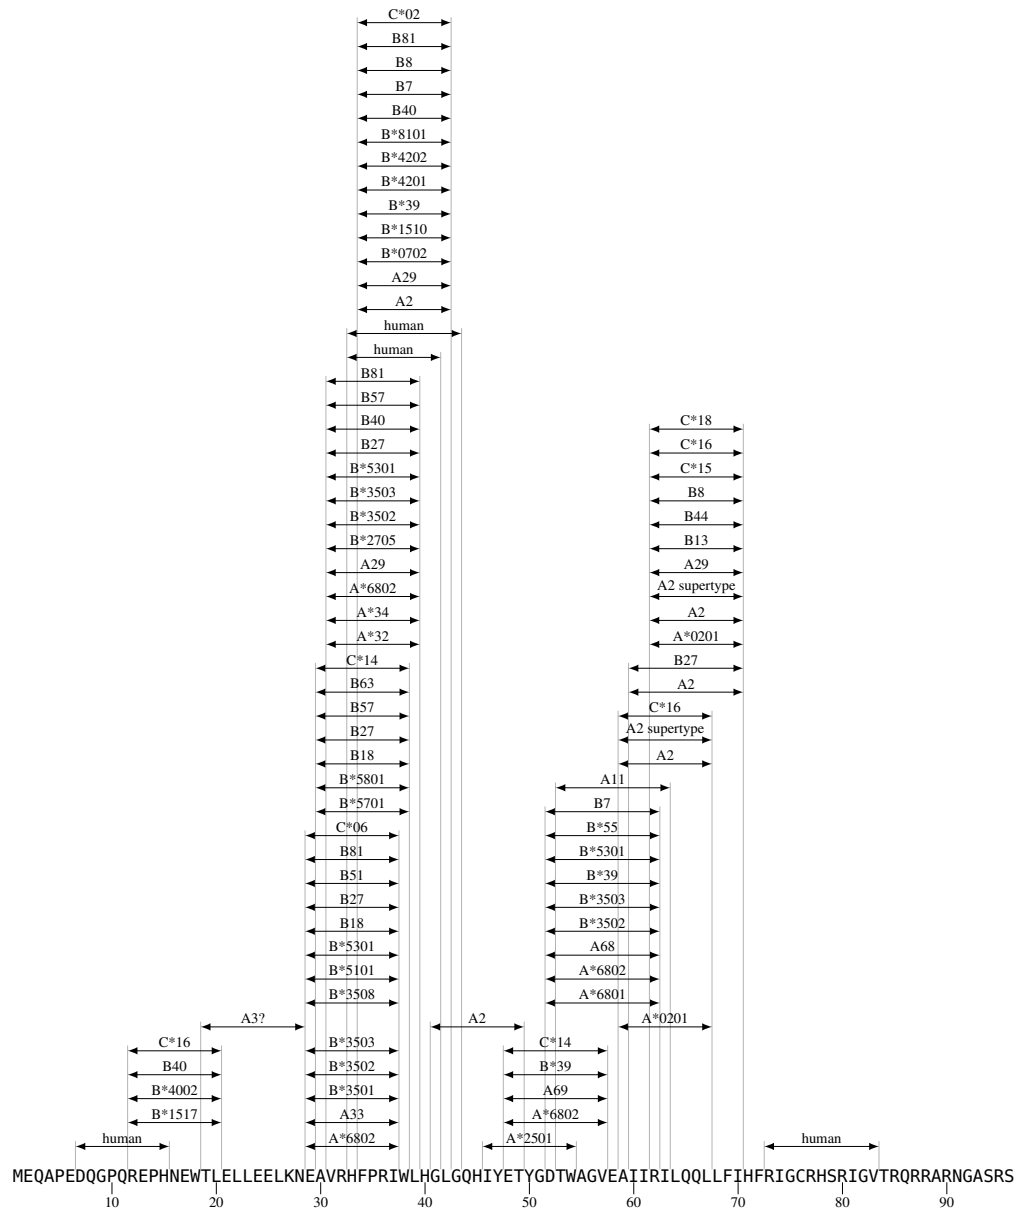 C*02
B81
B8
B7
B40
B*8101
B*4202
B*4201
B*39
B*1510
B*0702
A29
A2
human
human
B81
B57
B40 C*18
B27 C*16
B*5301 C*15
B*3503 B8
B*3502 B44
B*2705 B13
A29 A29
A*6802 A2 supertype
A*34 A2
A*32 A*0201
C*14 B27
B63 A2
B57 C*16
B27 A2 supertype
B18 A2
B*5801 A11
B*5701 B7
C*06 B*55
B81 B*5301
B51 B*39
B27 B*3503
B18 B*3502
B*5301 A68
B*5101 A*6802
B*3508 A*6801
A3? A2 A*0201
C*16 B*3503 C*14
B40 B*3502 B*39
B*4002 B*3501 A69
B*1517 A33 A*6802
human A*6802 A*2501 human
MEQAPEDQGPQREPHNEWTLELLEELKNEAVRHFPRIWLHGLGQHIYETYGDTWAGVEAIIRILQQLLFIHFRIGCRHSRIGVTRQRRARNGASRS
10 20 30 40 50 60 70 80 90